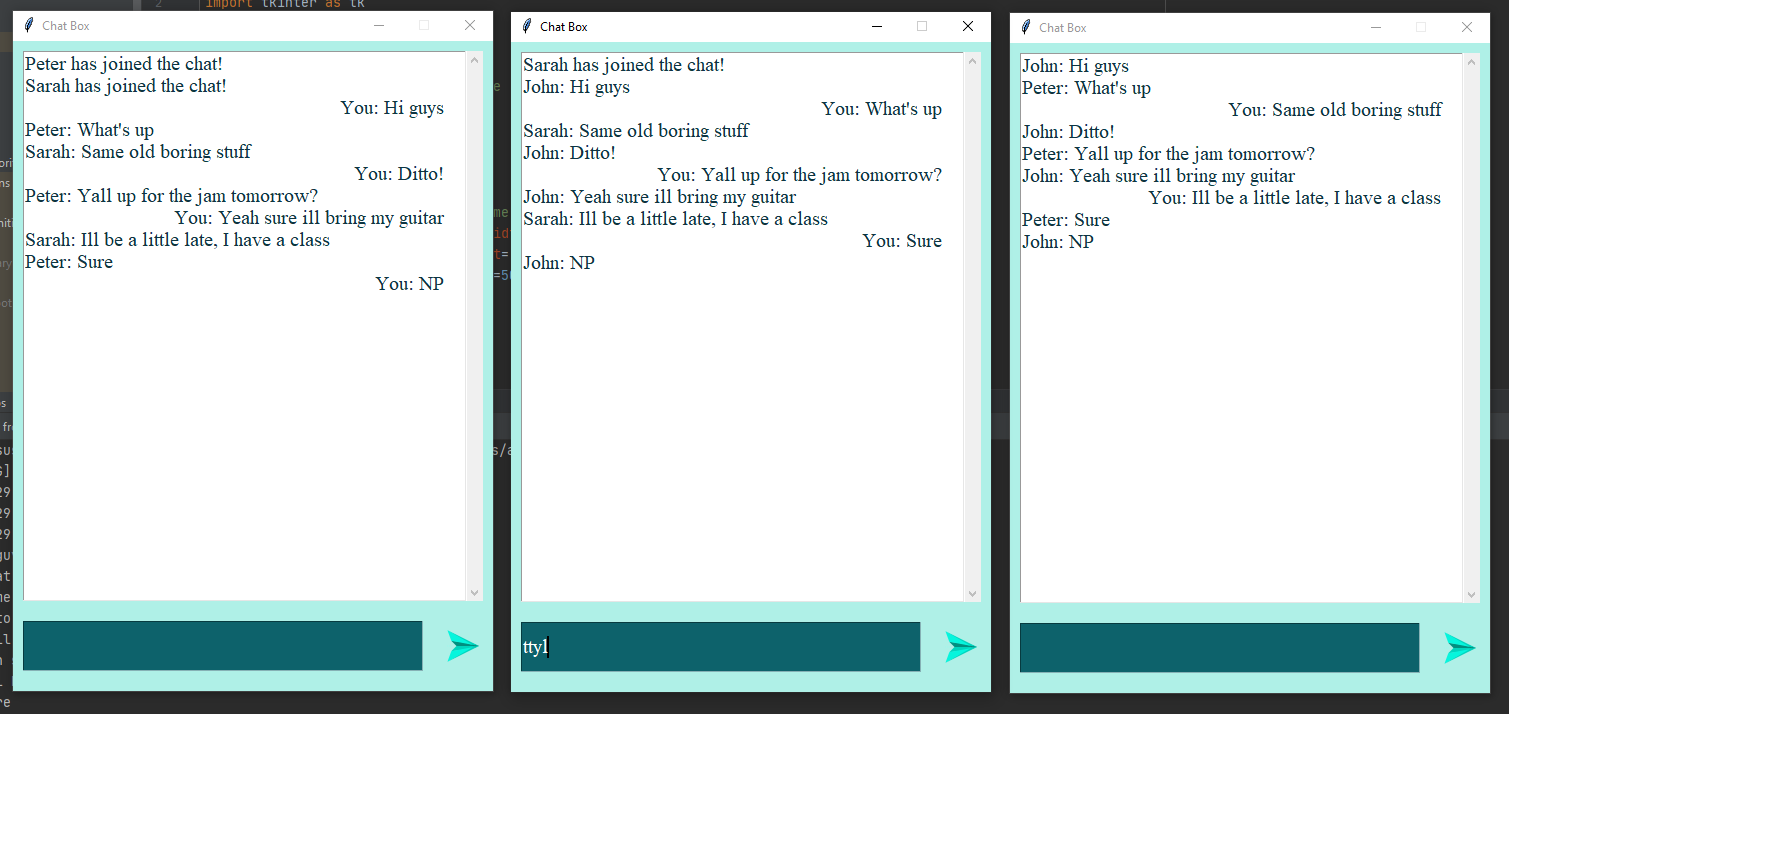 2 import tkinter as tk
Chat Box
Peter has joined the chat!
Sarah has joined the chat!
You: Hi guys
Peter: What's up
Sarah: Same old boring stuff
You: Ditto!
Peter: Yall up for the jam tomorrow?
You: Yeah sure ill bring my guitar
Sarah: Ill be a little late, I have a class
Peter: Sure
You: NP
Chat Box
Sarah has joined the chat!
John: Hi guys
You: What's up
Sarah: Same old boring stuff
John: Ditto!
You: Yall up for the jam tomorrow?
John: Yeah sure ill bring my guitar
Sarah: Ill be a little late, I have a class
You: Sure
John: NP
ttyl
Chat Box
John: Hi guys
Peter: What's up
You: Same old boring stuff
John: Ditto!
Peter: Yall up for the jam tomorrow?
John: Yeah sure ill bring my guitar
You: Ill be a little late, I have a class
Peter: Sure
John: NP